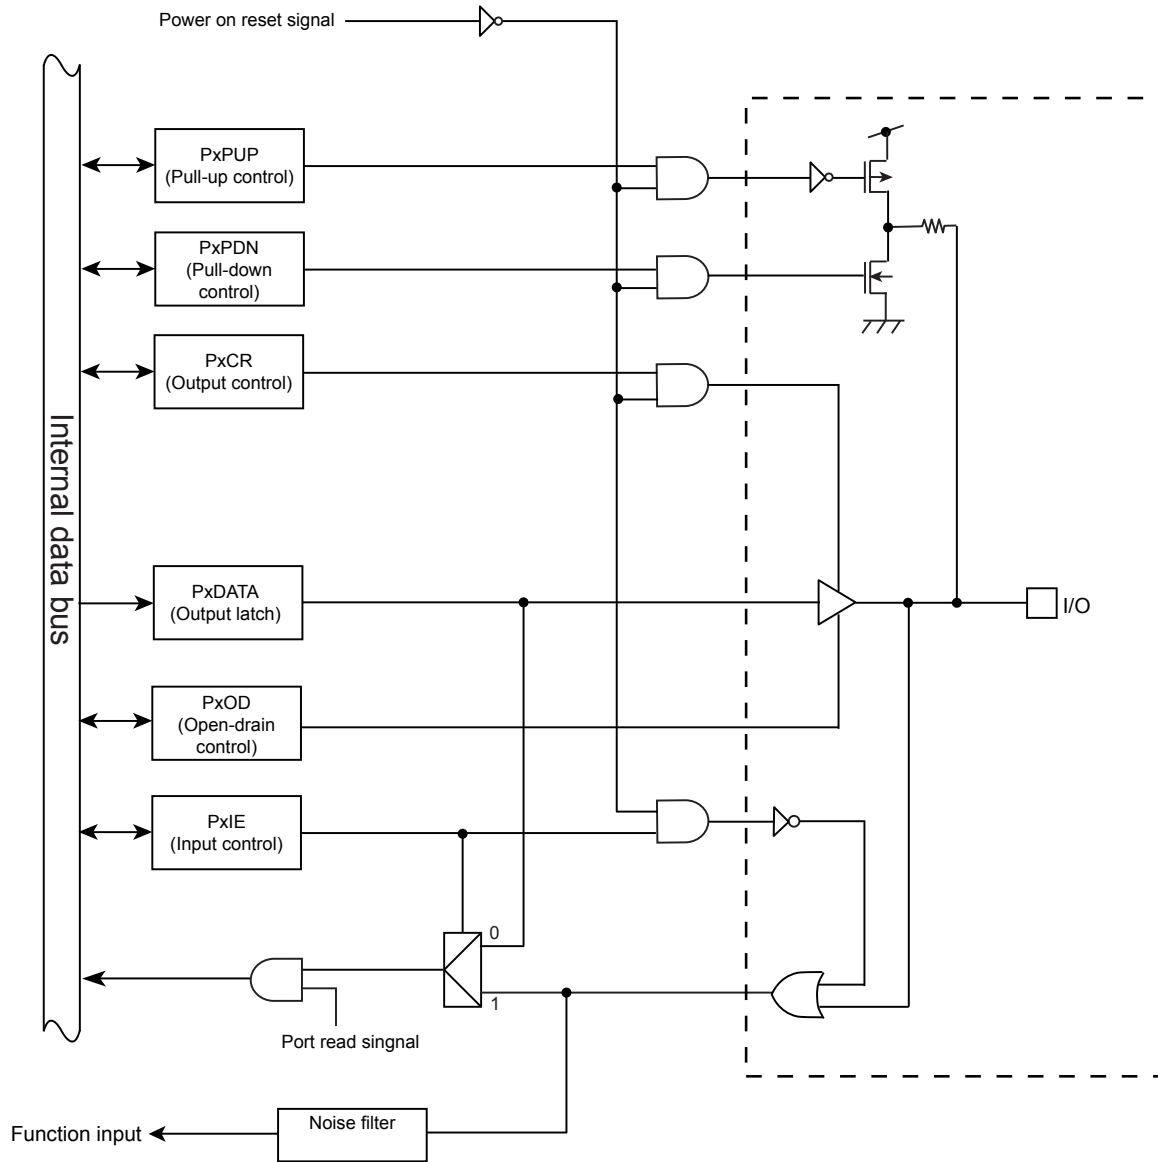 Power on reset signal
PxPUP
(Pull-up control)
PxPDN
(Pull-down
control)
PxCR
(Output control)
Internal data bus
PxDATA
(Output latch)
I/O
PxOD
(Open-drain
control)
PxIE
(Input control)
0
1
Port read singnal
Noise filter
Function input